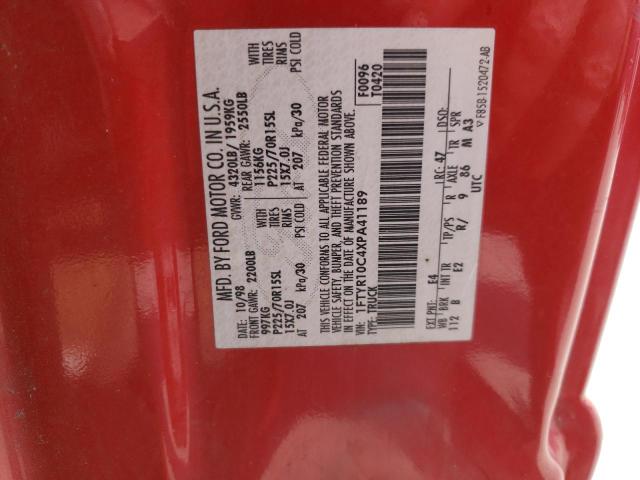 MFD. BY FORD MOTOR CO. IN U.S.A.
DATE: 10/98 GVWR: 4320LB/ 1959KG
FRONT GAWR: 2200LB REAR GAWR: 2550LB
997KG 1156KG WITH
P225/70R15SL P225/70R15SL TIRES
15X7.0J 15X7.0J RIMS
AT 207 kPa/30 PSI COLD AT 207 kPa/30 PSI COLD
THIS VEHICLE CONFORMS TO ALL APPLICABLE FEDERAL MOTOR
VEHICLE SAFETY, BUMPER, AND THEFT PREVENTION STANDARDS
IN EFFECT ON THE DATE OF MANUFACTURE SHOWN ABOVE.
VIN: 1FTYR10C4XPA41189 F0096
TYPE: TRUCK T0420
EXT PNT: E4 RC: 47 DSO:
WB BRK INT TR TP/PS R AXLE TR SPR
112 B E2 R/ 9 86 M A3
UTC
▽ F85B-1520472-AB